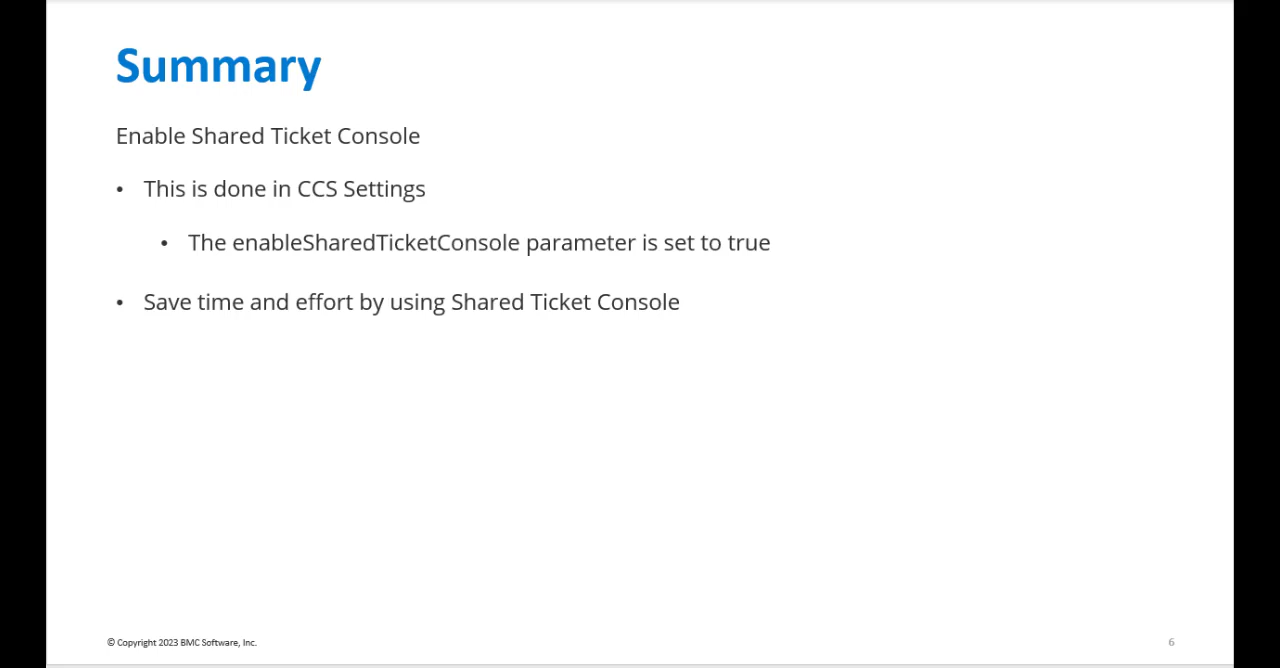 Summary
Enable Shared Ticket Console
• This is done in CCS Settings
• The enableSharedTicketConsole parameter is set to true
• Save time and effort by using Shared Ticket Console
© Copyright 2023 BMC Software, Inc.
6